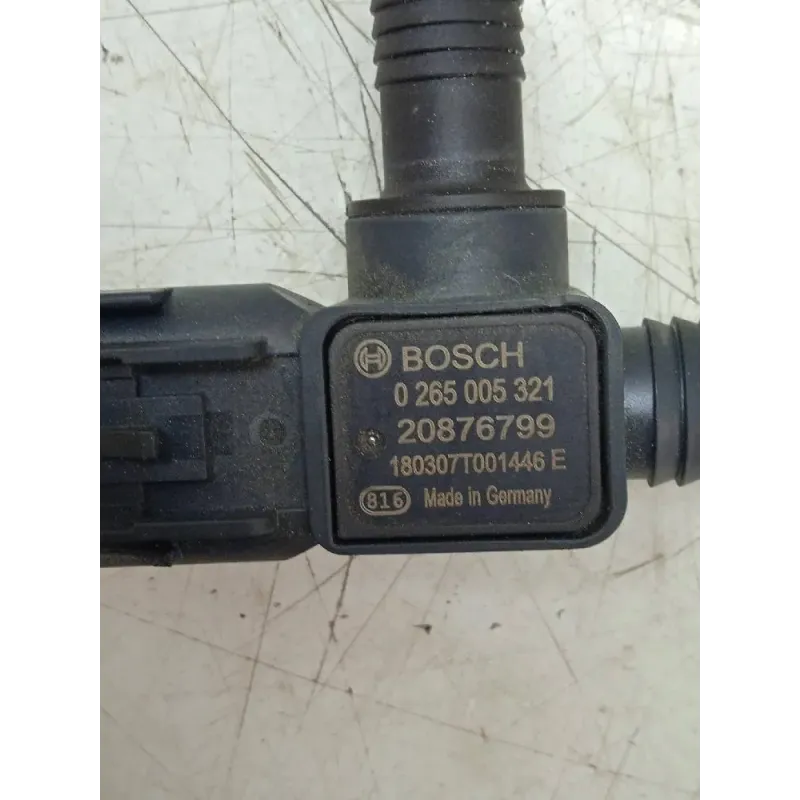 BOSCH
0 265 005 321
20876799
180307T001446 E
816 Made in Germany